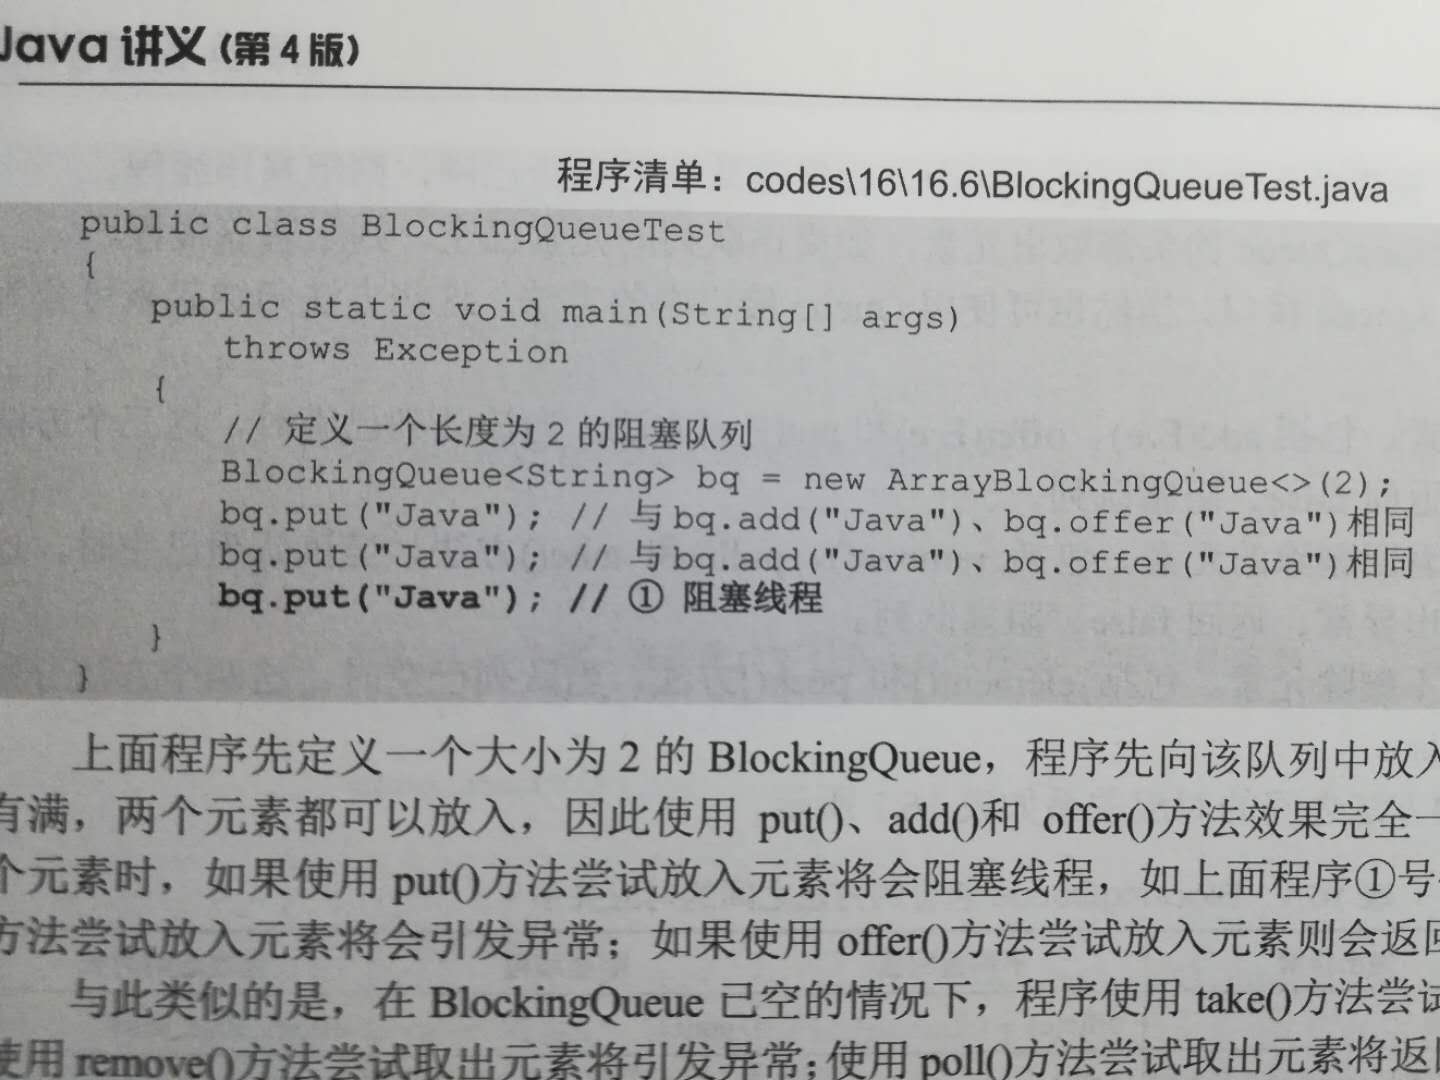 Java 讲义(第 4 版)
程序清单：codes\16\16.6\BlockingQueueTest.java
public class BlockingQueueTest
{
public static void main(String[] args)
throws Exception
{
// 定义一个长度为 2 的阻塞队列
BlockingQueue<String> bq = new ArrayBlockingQueue<>(2);
bq.put("Java"); // 与 bq.add("Java")、bq.offer("Java")相同
bq.put("Java"); // 与 bq.add("Java")、bq.offer("Java")相同
bq.put("Java"); // ① 阻塞线程
}
}
上面程序先定义一个大小为 2 的 BlockingQueue，程序先向该队列中放入
有满，两个元素都可以放入，因此使用 put()、add()和 offer()方法效果完全一
个元素时，如果使用 put()方法尝试放入元素将会阻塞线程，如上面程序①号
方法尝试放入元素将会引发异常；如果使用 offer()方法尝试放入元素则会返回
与此类似的是，在 BlockingQueue 已空的情况下，程序使用 take()方法尝试
使用 remove()方法尝试取出元素将引发异常；使用 poll()方法尝试取出元素将返回